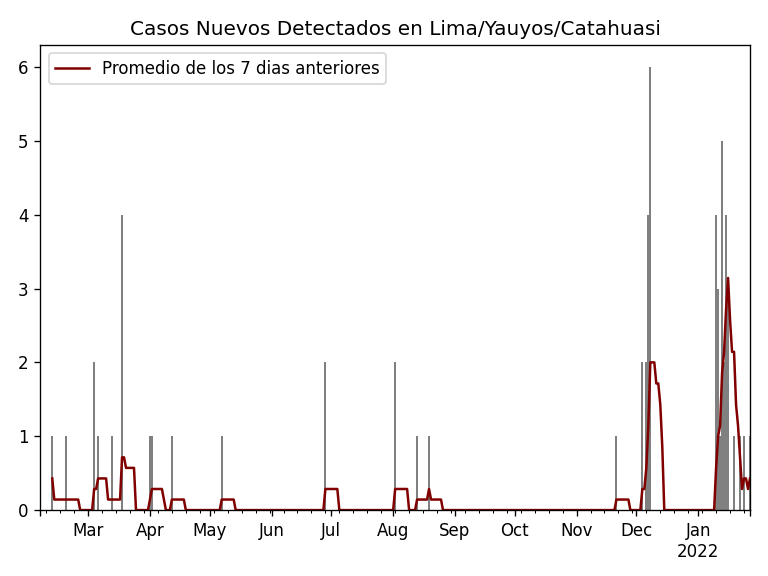 Casos Nuevos Detectados en Lima/Yauyos/Catahuasi
Promedio de los 7 dias anteriores
6
5
4
3
2
1
0
Mar Apr May Jun Jul Aug Sep Oct Nov Dec Jan
2022